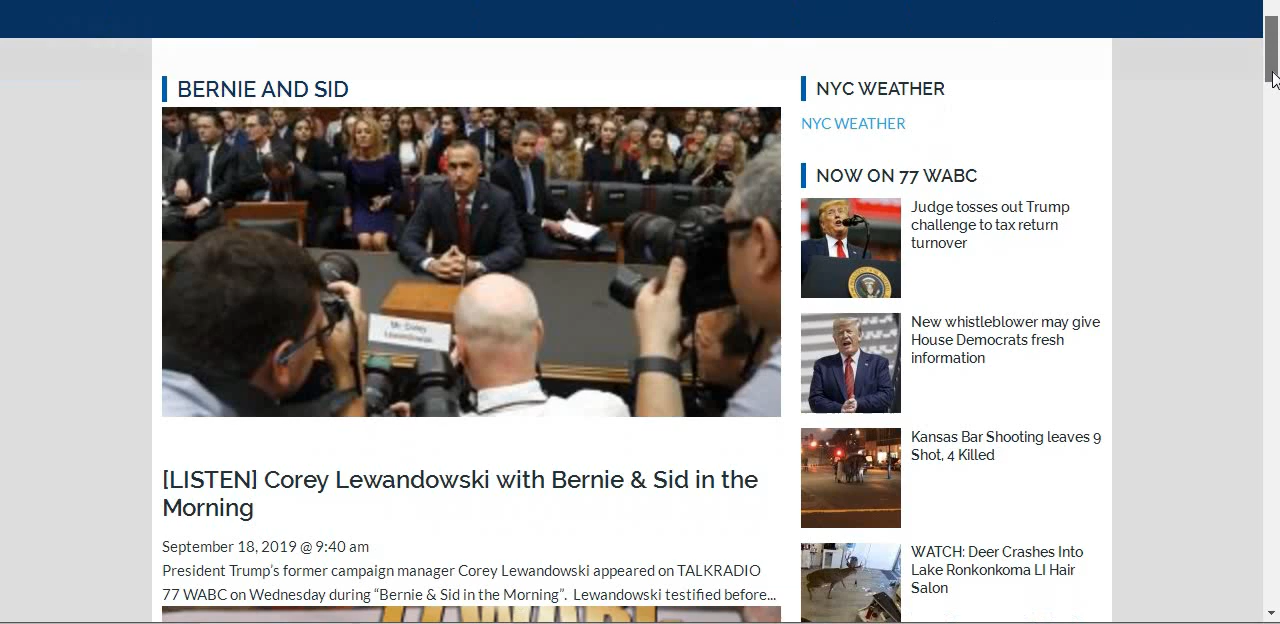 BERNIE AND SID
Mr. Corey
Lewandowski
[LISTEN] Corey Lewandowski with Bernie & Sid in the
Morning
September 18, 2019 @ 9:40 am
President Trump's former campaign manager Corey Lewandowski appeared on TALKRADIO
77 WABC on Wednesday during “Bernie & Sid in the Morning”. Lewandowski testified before...
NYC WEATHER
NYC WEATHER
NOW ON 77 WABC
Judge tosses out Trump
challenge to tax return
turnover
New whistleblower may give
House Democrats fresh
information
Kansas Bar Shooting leaves 9
Shot, 4 Killed
WATCH: Deer Crashes Into
Lake Ronkonkoma LI Hair
Salon